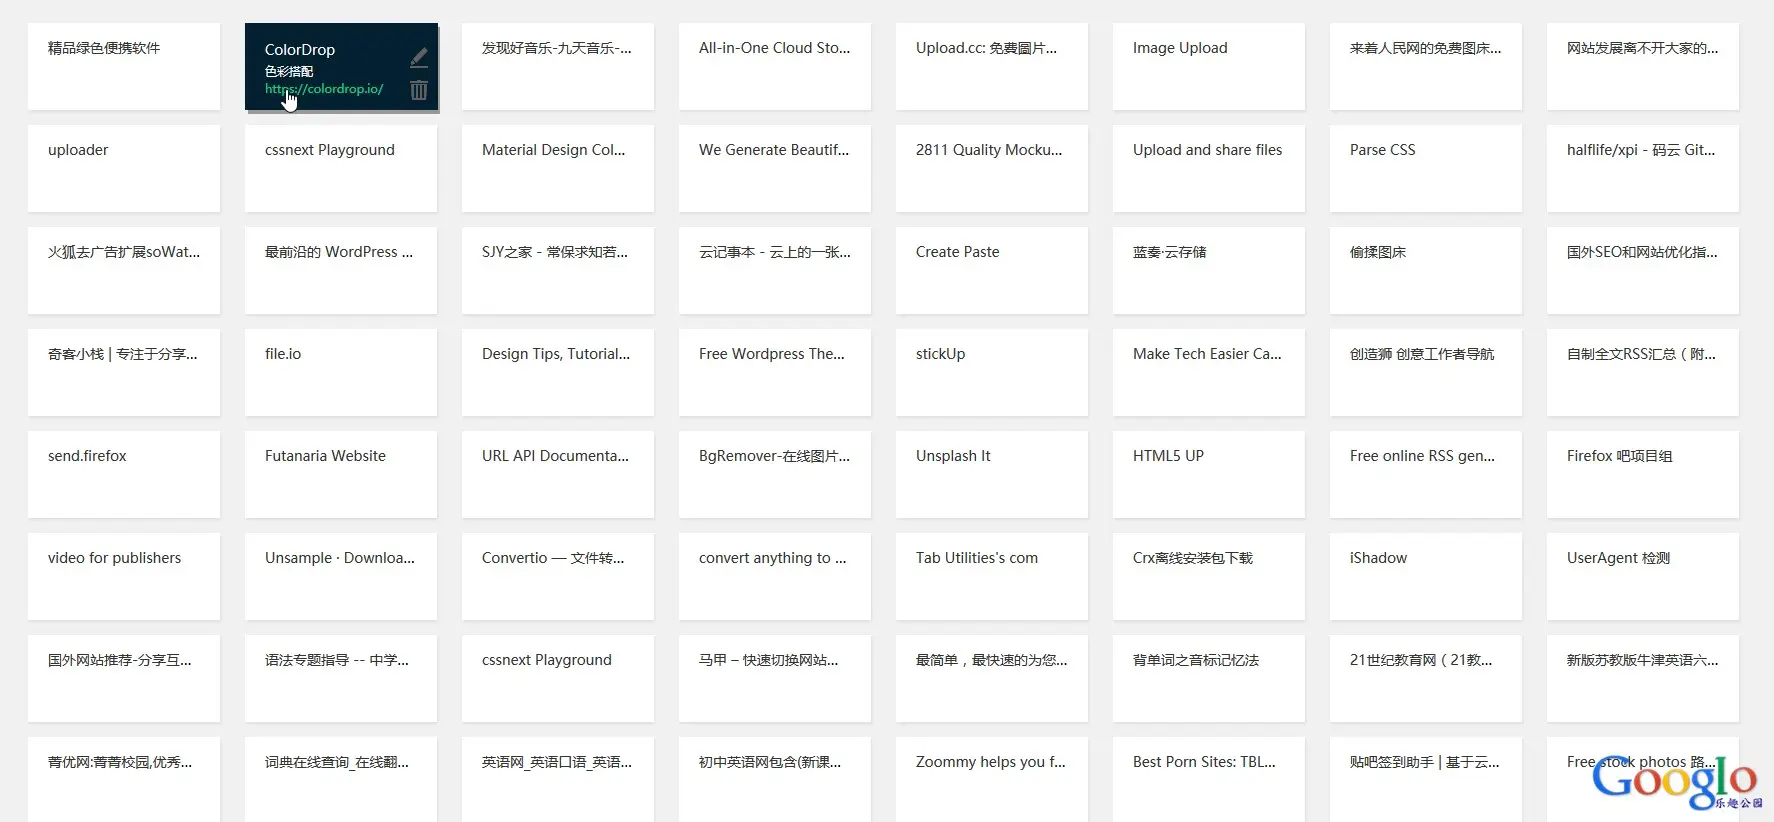 精品绿色便携软件
ColorDrop
色彩搭配
https://colordrop.io/
发现好音乐-九天音乐-...
All-in-One Cloud Sto...
Upload.cc: 免費圖片...
Image Upload
来着人民网的免费图床...
网站发展离不开大家的...
uploader
cssnext Playground
Material Design Col...
We Generate Beautif...
2811 Quality Mocku...
Upload and share files
Parse CSS
halflife/xpi - 码云 Git...
火狐去广告扩展soWat...
最前沿的 WordPress ...
SJY之家 - 常保求知若...
云记事本 - 云上的一张...
Create Paste
蓝奏·云存储
偷揉图床
国外SEO和网站优化指...
奇客小栈 | 专注于分享...
file.io
Design Tips, Tutorial...
Free Wordpress The...
stickUp
Make Tech Easier Ca...
创造狮 创意工作者导航
自制全文RSS汇总 ( 附...
send.firefox
Futanaria Website
URL API Documenta...
BgRemover-在线图片...
Unsplash It
HTML5 UP
Free online RSS gen...
Firefox 吧项目组
video for publishers
Unsample · Downloa...
Convertio — 文件转...
convert anything to ...
Tab Utilities's com
Crx离线安装包下载
iShadow
UserAgent 检测
国外网站推荐-分享互...
语法专题指导 -- 中学...
cssnext Playground
马甲 – 快速切换网站...
最简单，最快速的为您...
背单词之音标记忆法
21世纪教育网 ( 21教...
新版苏教版牛津英语六...
菁优网:菁菁校园,优秀...
词典在线查询_在线翻...
英语网_英语口语_英语...
初中英语网包含(新课...
Zoommy helps you f...
Best Porn Sites: TBL...
贴吧签到助手 | 基于云...
Free stock photos 路...
Googlo
乐趣公园